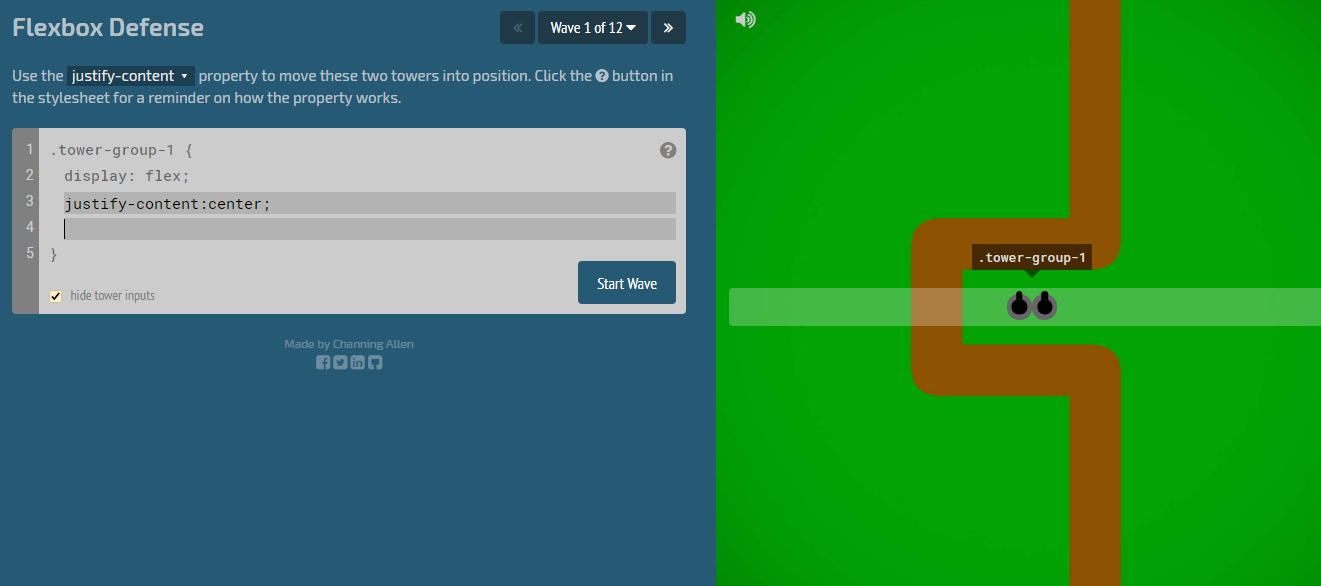 Flexbox Defense
« Wave 1 of 12 »
Use the justify-content property to move these two towers into position. Click the ? button in
the stylesheet for a reminder on how the property works.
1 .tower-group-1 { ?
2 display: flex;
3 justify-content:center;
4
5 }
hide tower inputs
Start Wave
Made by Channing Allen
.tower-group-1